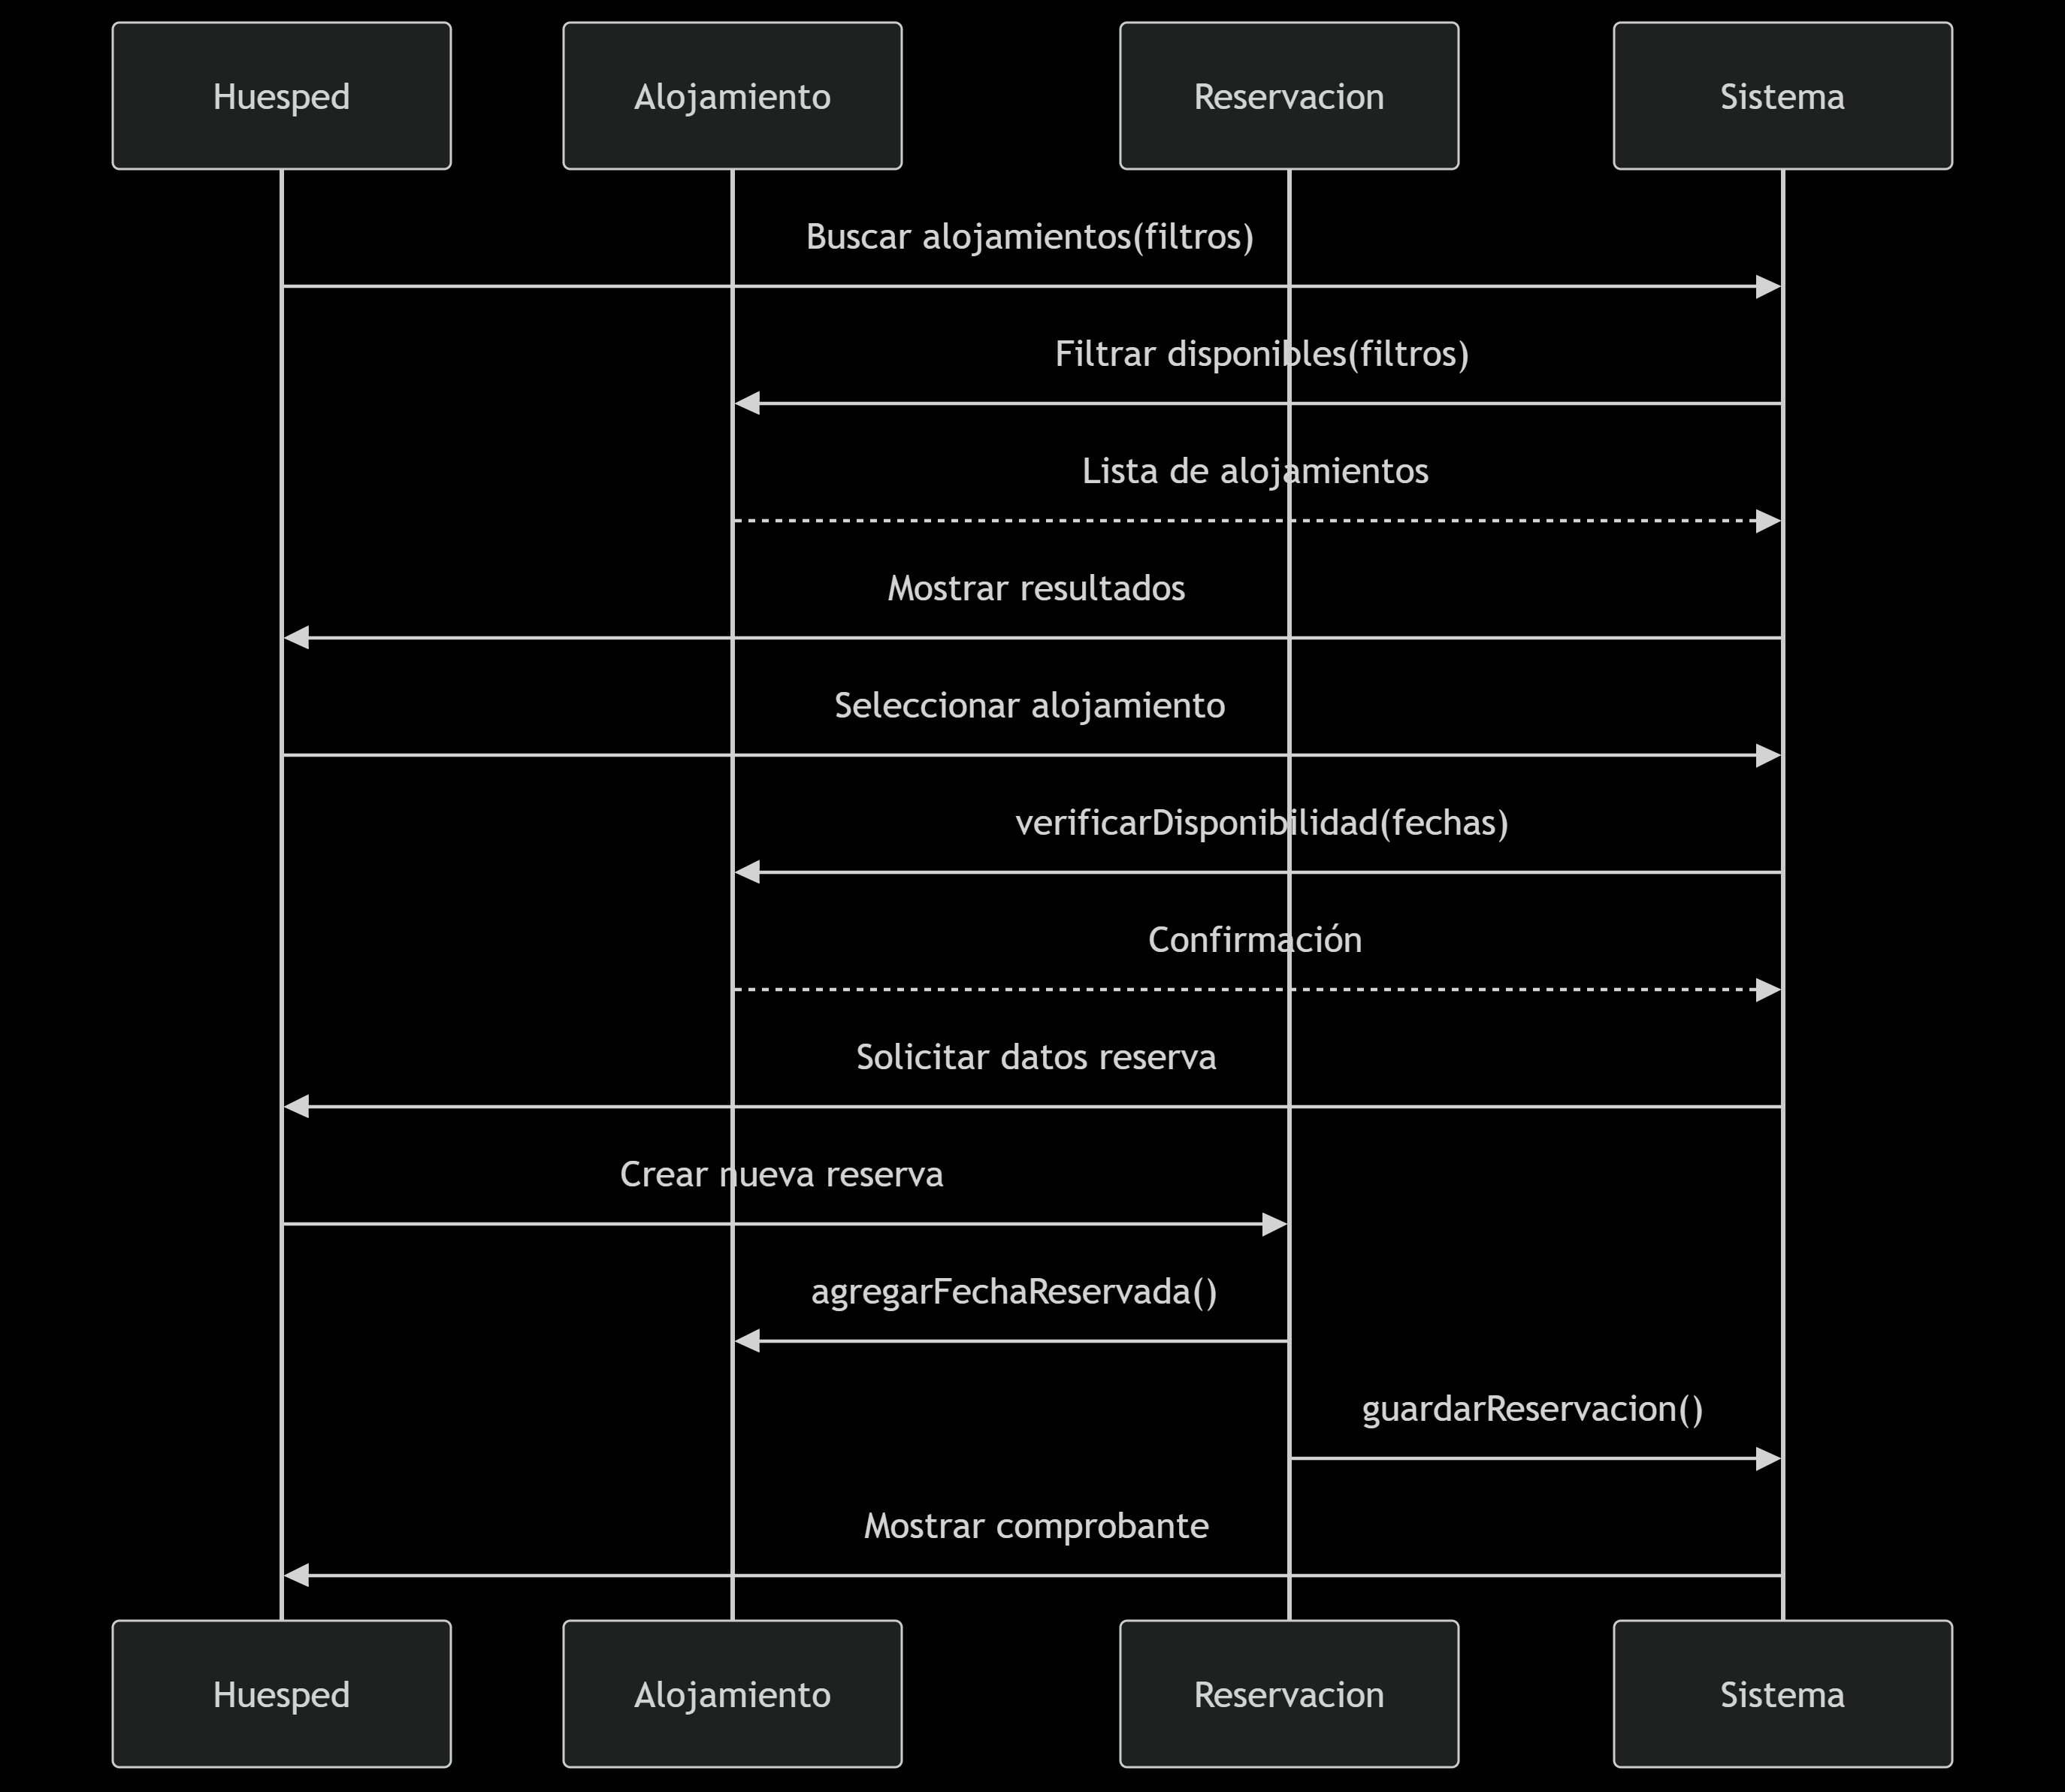 Huesped
Alojamiento
Reservacion
Sistema
Buscar alojamientos(filtros)
Filtrar disponibles(filtros)
Lista de alojamientos
Mostrar resultados
Seleccionar alojamiento
verificarDisponibilidad(fechas)
Confirmación
Solicitar datos reserva
Crear nueva reserva
agregarFechaReservada()
guardarReservacion()
Mostrar comprobante
Huesped
Alojamiento
Reservacion
Sistema